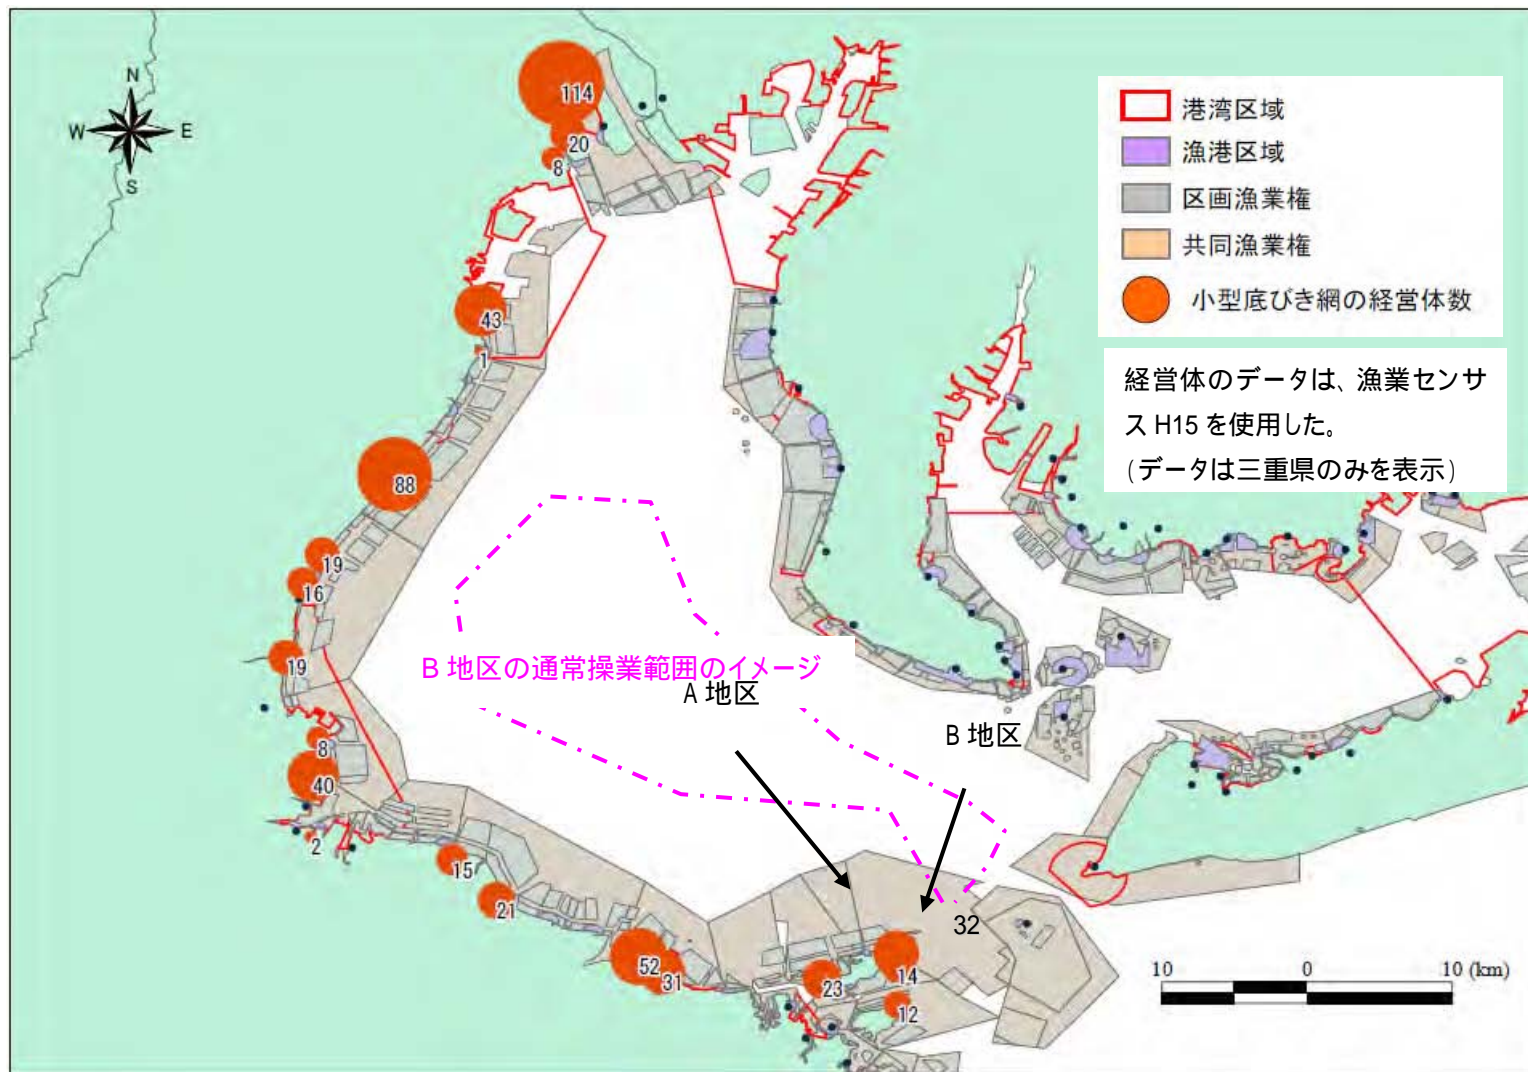 N
W
E
S
114
20
8
43
1
88
19
16
19
8
40
2
15
21
52
31
23
14
12
32
港湾区域
漁港区域
区画漁業権
共同漁業権
小型底びき網の経営体数
経営体のデータは、漁業センサ
ス H15 を使用した。
(データは三重県のみを表示)
B 地区の通常操業範囲のイメージ
A 地区
B 地区
10 0 10 (km)